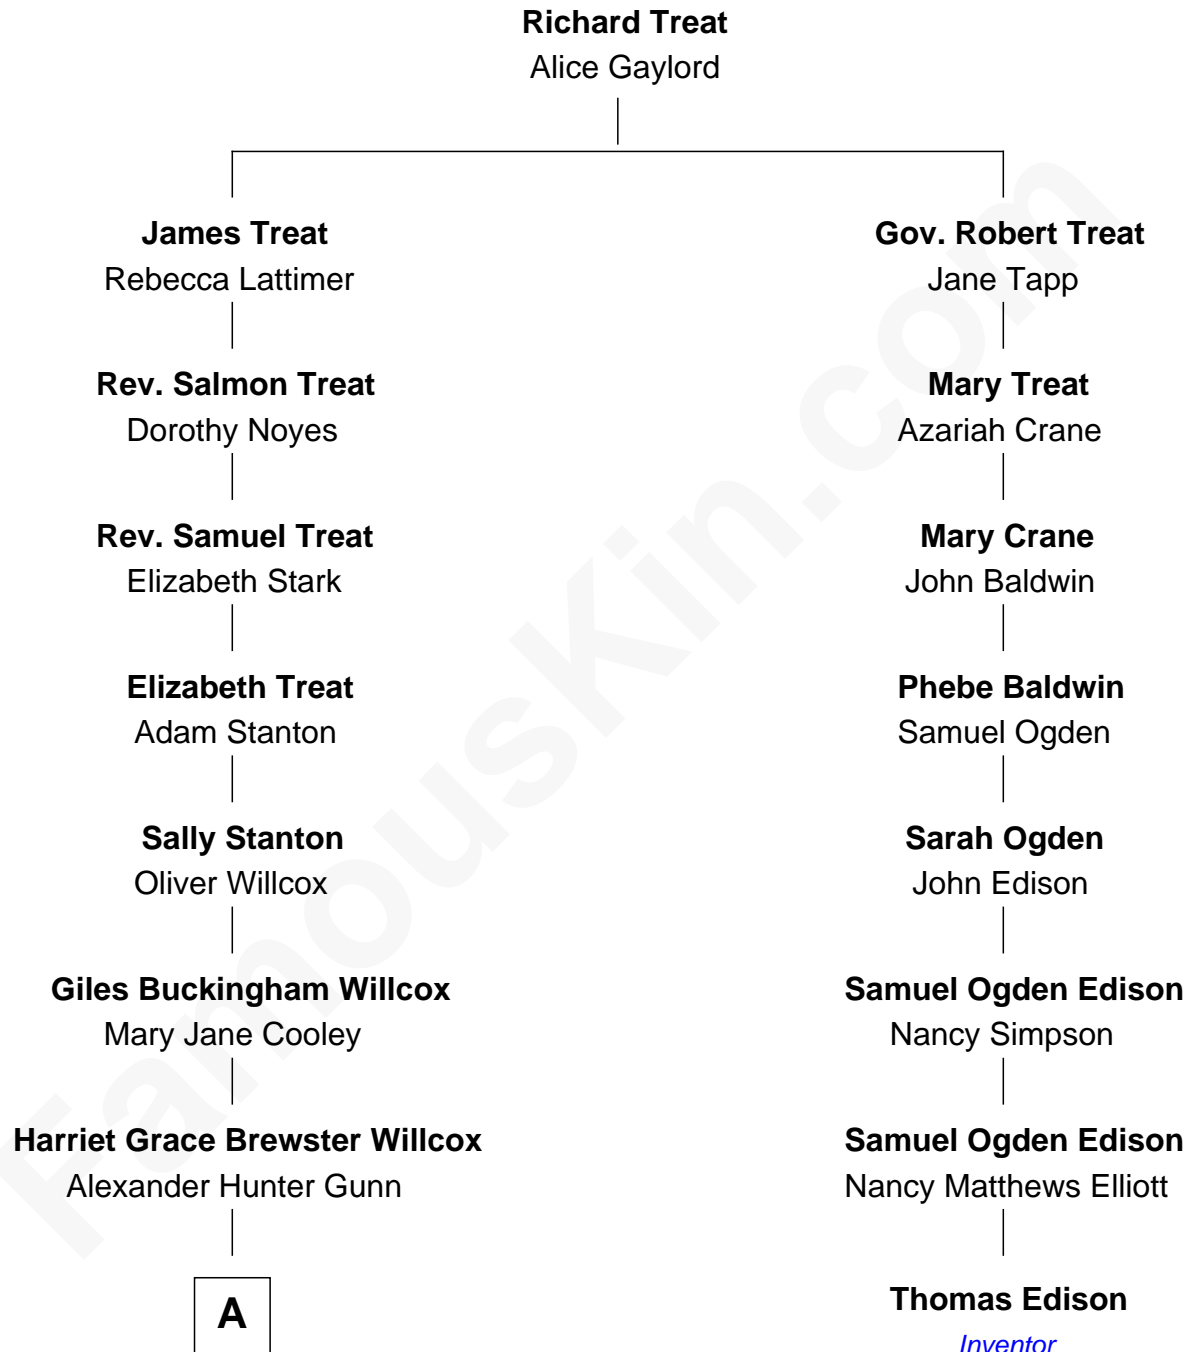 Richard Treat
Alice Gaylord
James Treat
Rebecca Lattimer
Gov. Robert Treat
Jane Tapp
Rev. Salmon Treat
Dorothy Noyes
Mary Treat
Azariah Crane
Rev. Samuel Treat
Elizabeth Stark
Mary Crane
John Baldwin
Elizabeth Treat
Adam Stanton
Phebe Baldwin
Samuel Ogden
Sally Stanton
Oliver Willcox
Sarah Ogden
John Edison
Giles Buckingham Willcox
Mary Jane Cooley
Samuel Ogden Edison
Nancy Simpson
Harriet Grace Brewster Willcox
Alexander Hunter Gunn
Samuel Ogden Edison
Nancy Matthews Elliott
A
Thomas Edison
Inventor
FamousKin.com